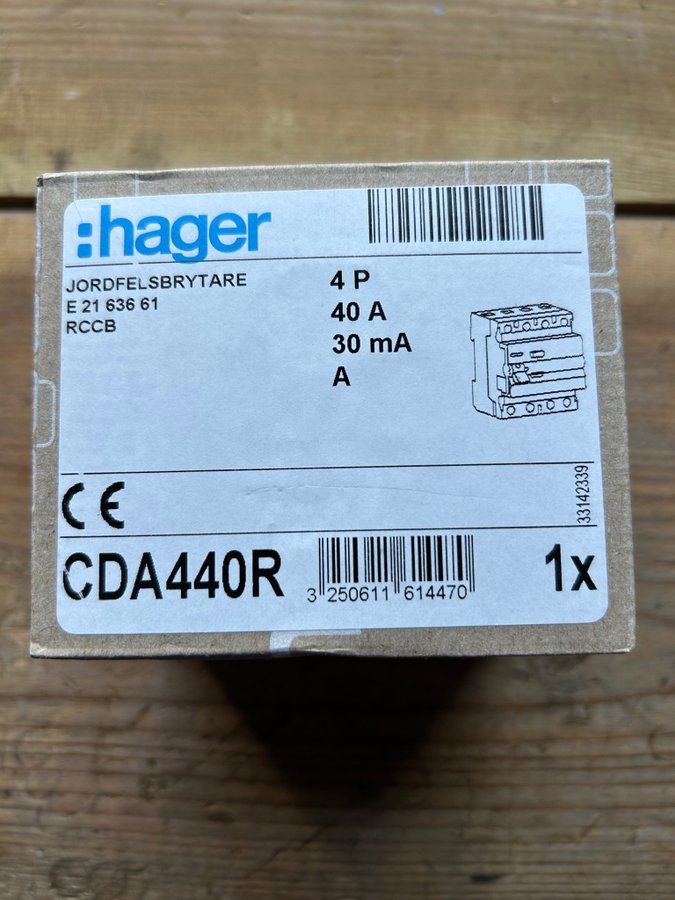 :hager
JORDFELSBRYTARE
E 21 636 61
RCCB
4 P
40 A
30 mA
A
33142339
CE
CDA440R
3 250611 614470
1x